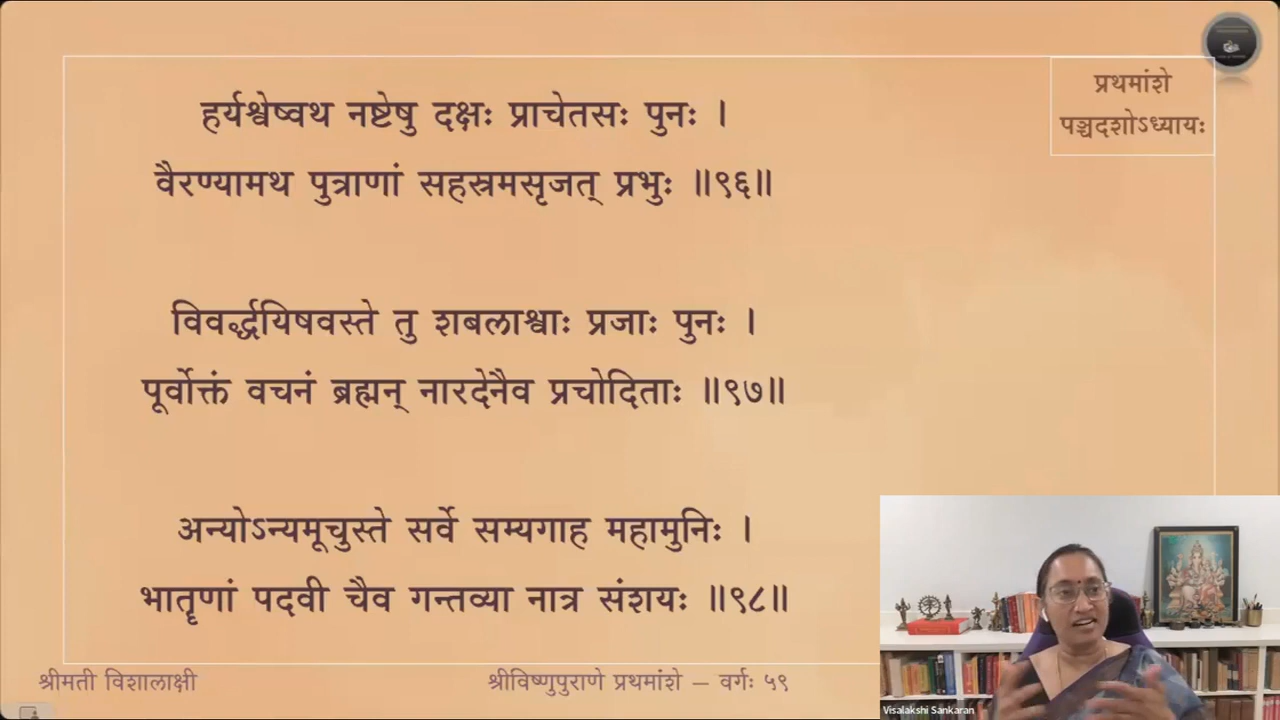 हर्यश्वेष्वथ नष्टेषु दक्षः प्राचेतसः पुनः ।
वैरण्यामथ पुत्राणां सहस्रमसृजत् प्रभुः ॥९६॥
विवर्द्धयिषवस्ते तु शबलाश्वाः प्रजाः पुनः ।
पूर्वोक्तं वचनं ब्रह्मन् नारदेनैव प्रचोदिताः ॥९७॥
अन्योऽन्यमूचुस्ते सर्वे सम्यगाह महामुनिः ।
भातॄणां पदवी चैव गन्तव्या नात्र संशयः ॥९८॥
प्रथमांशे
पञ्चदशोऽध्यायः
श्रीमती विशालाक्षी
श्रीविष्णुपुराणे प्रथमांशे – वर्गः ५९
Visalakshi Sankaran